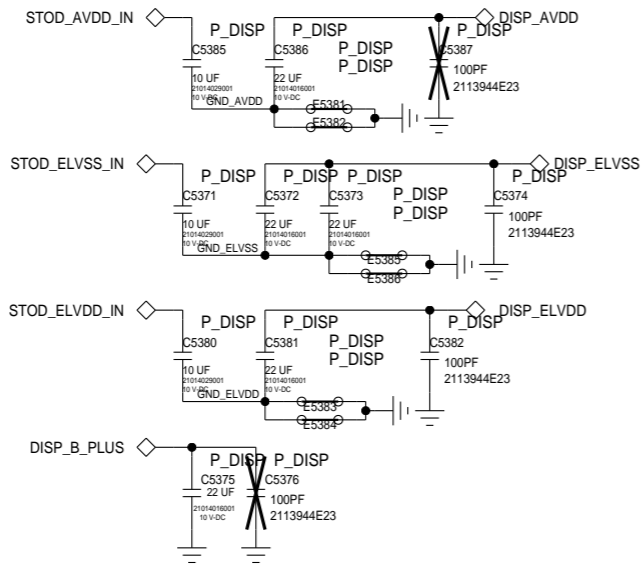 STOD_AVDD_IN
P_DISP
P_DISP
P_DISP
DISP_AVDD
C5385
C5386
P_DISP
P_DISP
C5387
10 UF
21014029001
10 V-DC
22 UF
21014016001
10 V-DC
100PF
2113944E23
GND_AVDD
E5381
E5382
STOD_ELVSS_IN
P_DISP
P_DISP
P_DISP
P_DISP
DISP_ELVSS
C5371
C5372
C5373
P_DISP
P_DISP
C5374
10 UF
21014029001
10 V-DC
22 UF
21014016001
10 V-DC
22 UF
21014016001
10 V-DC
100PF
2113944E23
GND_ELVSS
E5385
E5386
STOD_ELVDD_IN
P_DISP
P_DISP
P_DISP
DISP_ELVDD
C5380
C5381
P_DISP
P_DISP
C5382
10 UF
21014029001
10 V-DC
22 UF
21014016001
10 V-DC
100PF
2113944E23
GND_ELVDD
E5383
E5384
DISP_B_PLUS
P_DISP
P_DISP
C5375
C5376
22 UF
21014016001
10 V-DC
100PF
2113944E23